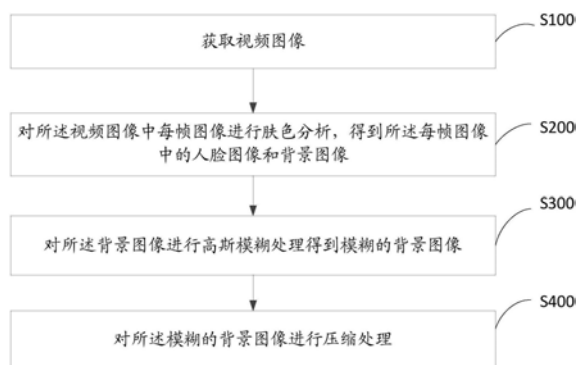 获取视频图像
S1000
对所述视频图像中每帧图像进行肤色分析，得到所述每帧图像
中的人脸图像和背景图像
S2000
对所述背景图像进行高斯模糊处理得到模糊的背景图像
S3000
对所述模糊的背景图像进行压缩处理
S4000